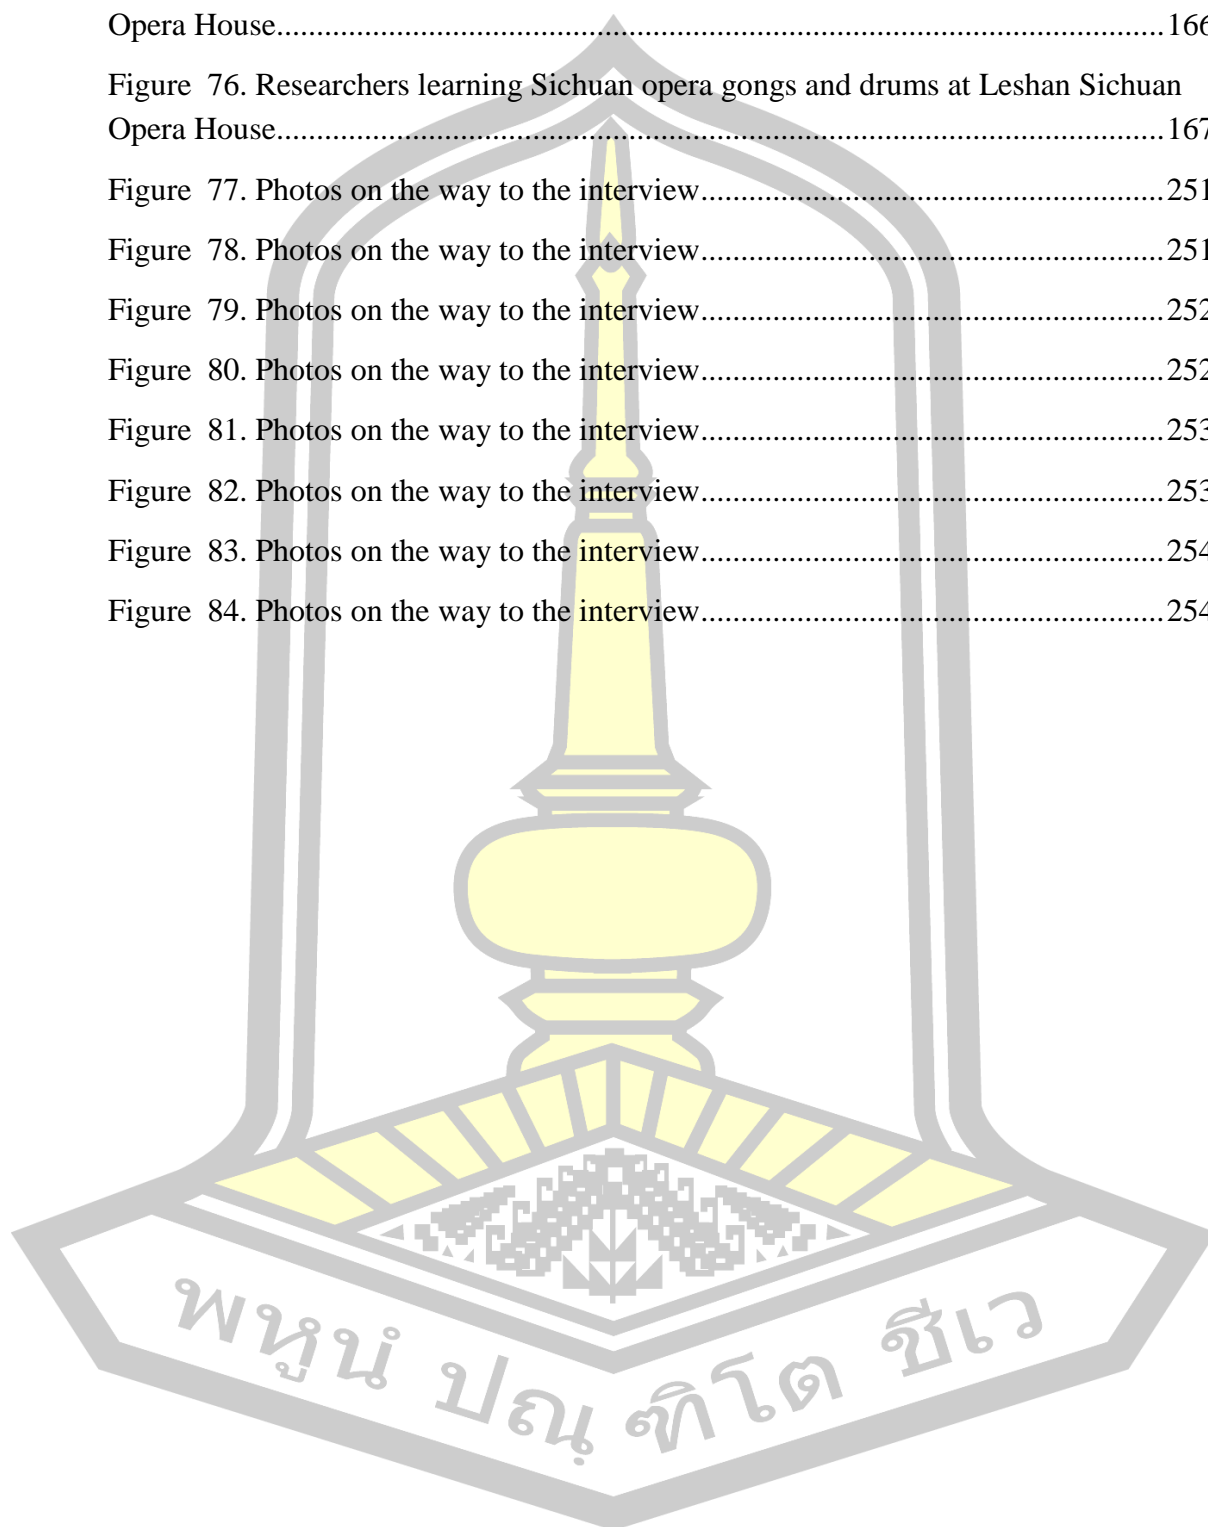 Opera House............................................................................................................166
Figure  76. Researchers learning Sichuan opera gongs and drums at Leshan Sichuan
Opera House............................................................................................................167
Figure  77. Photos on the way to the interview........................................................251
Figure  78. Photos on the way to the interview........................................................251
Figure  79. Photos on the way to the interview........................................................252
Figure  80. Photos on the way to the interview........................................................252
Figure  81. Photos on the way to the interview........................................................253
Figure  82. Photos on the way to the interview........................................................253
Figure  83. Photos on the way to the interview........................................................254
Figure  84. Photos on the way to the interview........................................................254
พหูนํ ปณฺฑิโต ชีเว